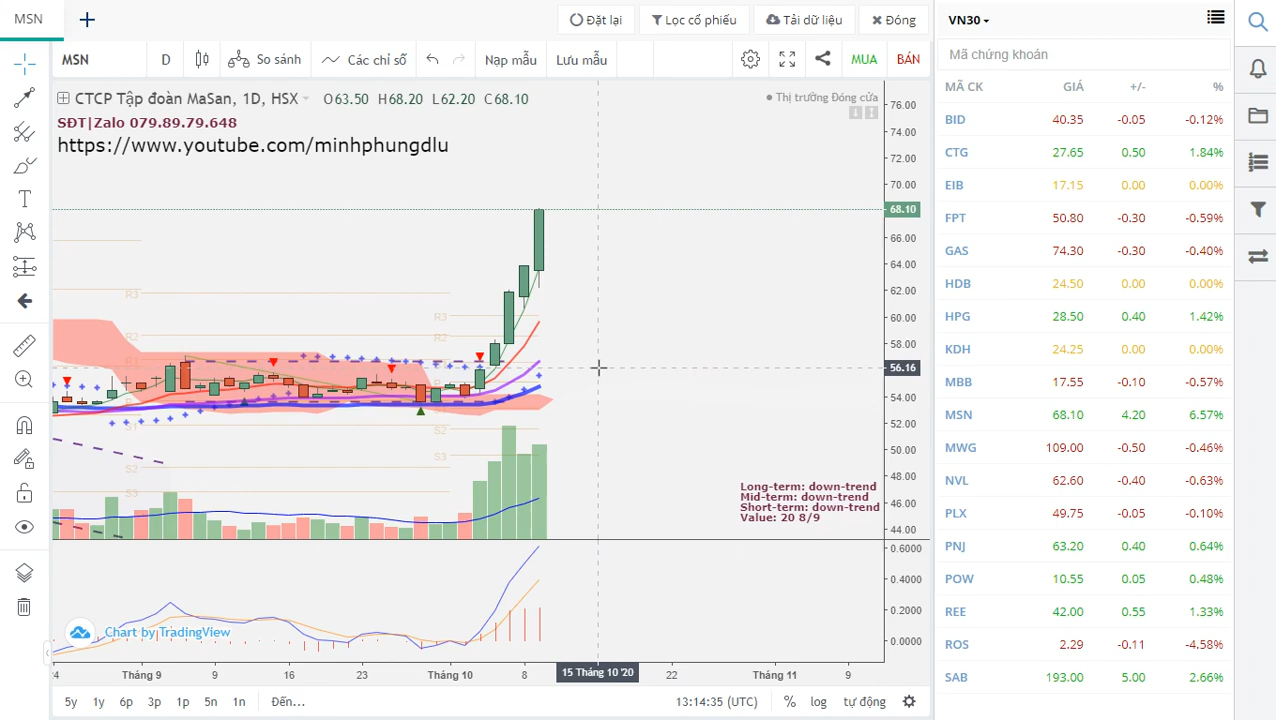 MSN
Đặt lại
Lọc cổ phiếu
Tải dữ liệu
Đóng
VN30
MSN
D
So sánh
Các chỉ số
Nạp mẫu
Lưu mẫu
MUA
BÁN
Mã chứng khoán
CTCP Tập đoàn MaSan, 1D, HSX
O63.50 H68.20 L62.20 C68.10
Thị trường Đóng cửa
SĐT|Zalo 079.89.79.648
https://www.youtube.com/minhphungdlu
76.00
74.00
72.00
70.00
68.10
66.00
64.00
62.00
60.00
58.00
56.16
54.00
52.00
50.00
48.00
46.00
44.00
0.6000
0.4000
0.2000
0.0000
R3
R2
R1
S1
S2
S3
R3
R2
S2
S3
Long-term: down-trend
Mid-term: down-trend
Short-term: down-trend
Value: 20 8/9
Chart by TradingView
Tháng 9
9
16
23
Tháng 10
8
15 Tháng 10 '20
22
Tháng 11
9
5y 1y 6p 3p 1p 5n 1n Đến...
13:14:35 (UTC) % log tự động
MÃ CK GIÁ +/- %
BID 40.35 -0.05 -0.12%
CTG 27.65 0.50 1.84%
EIB 17.15 0.00 0.00%
FPT 50.80 -0.30 -0.59%
GAS 74.30 -0.30 -0.40%
HDB 24.50 0.00 0.00%
HPG 28.50 0.40 1.42%
KDH 24.25 0.00 0.00%
MBB 17.55 -0.10 -0.57%
MSN 68.10 4.20 6.57%
MWG 109.00 -0.50 -0.46%
NVL 62.60 -0.40 -0.63%
PLX 49.75 -0.05 -0.10%
PNJ 63.20 0.40 0.64%
POW 10.55 0.05 0.48%
REE 42.00 0.55 1.33%
ROS 2.29 -0.11 -4.58%
SAB 193.00 5.00 2.66%